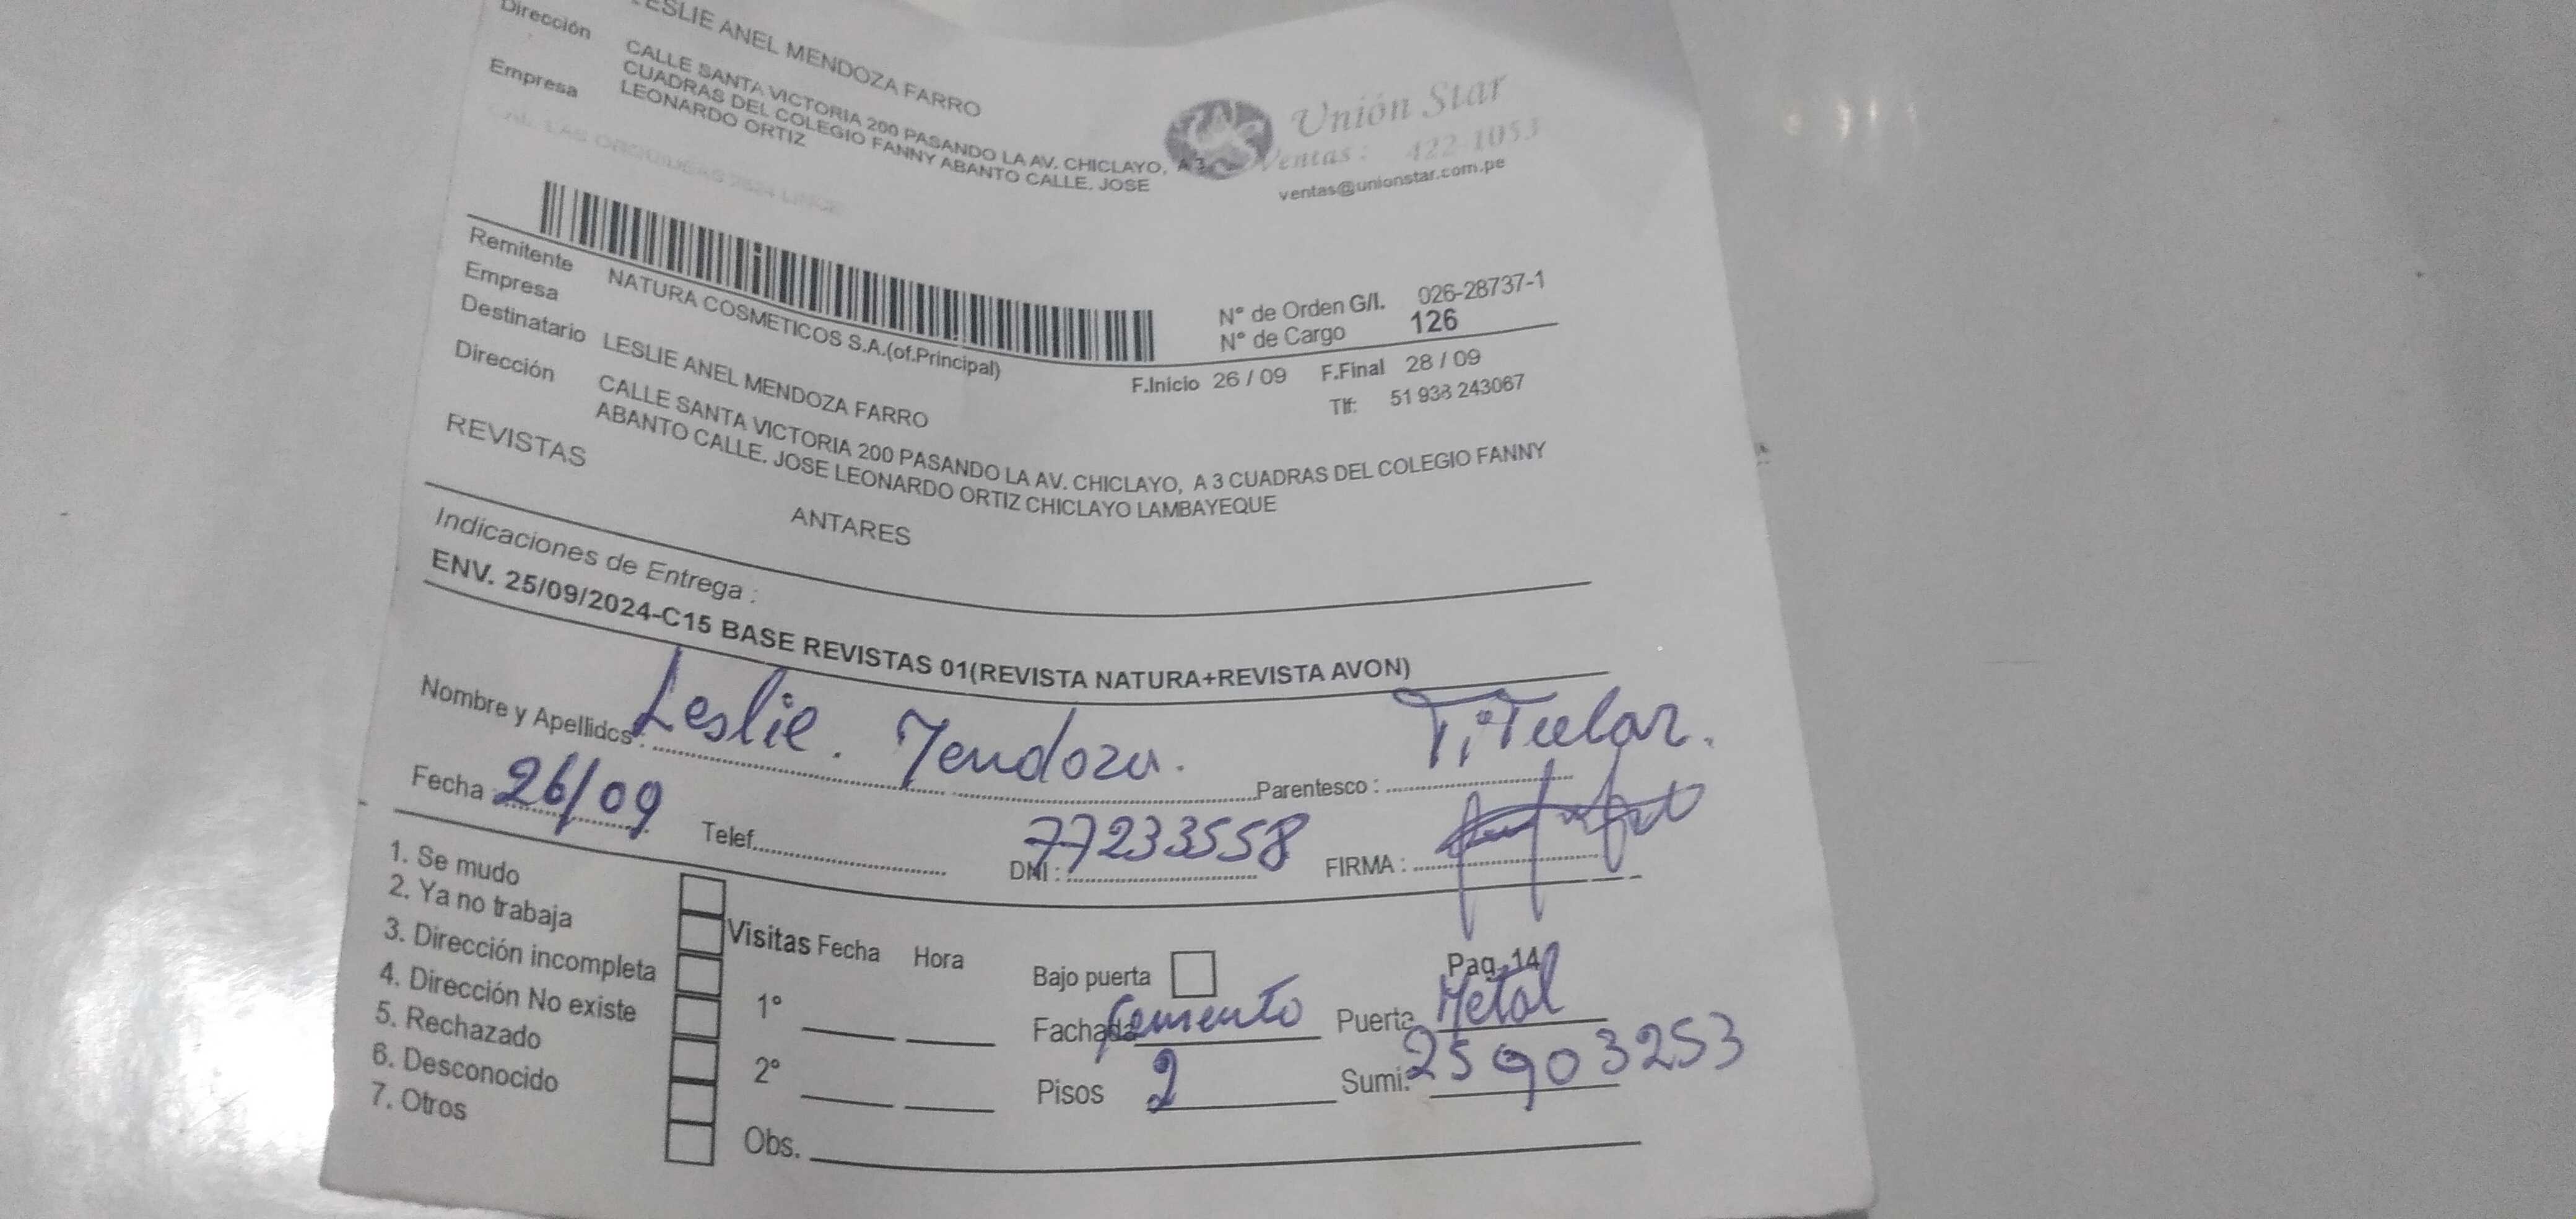 LESLIE ANEL MENDOZA FARRO
Dirección CALLE SANTA VICTORIA 200 PASANDO LA AV. CHICLAYO, A 3
CUADRAS DEL COLEGIO FANNY ABANTO CALLE. JOSE
LEONARDO ORTIZ
Empresa
Unión Star
Ventas : 422-1053
ventas@unionstar.com.pe
Remitente NATURA COSMETICOS S.A.(of.Principal)
Empresa
N° de Orden G/I. 026-28737-1
N° de Cargo 126
Destinatario LESLIE ANEL MENDOZA FARRO
F.Inicio 26 / 09 F.Final 28 / 09
Tlf: 51 938 243067
Dirección CALLE SANTA VICTORIA 200 PASANDO LA AV. CHICLAYO, A 3 CUADRAS DEL COLEGIO FANNY
ABANTO CALLE. JOSE LEONARDO ORTIZ CHICLAYO LAMBAYEQUE
REVISTAS
ANTARES
Indicaciones de Entrega :
ENV. 25/09/2024-C15 BASE REVISTAS 01(REVISTA NATURA+REVISTA AVON)
Nombre y Apellidos : Leslie. Mendoza. Parentesco : Titular.
Fecha 26/09 Telef. DNI : 77233558 FIRMA :
1. Se mudo
2. Ya no trabaja
3. Dirección incompleta
4. Dirección No existe
5. Rechazado
6. Desconocido
7. Otros
Visitas Fecha Hora
1°
2°
Obs.
Bajo puerta
Pag. 14
Fachada Cemento Puerta Metal
Pisos 2 Sumi. 25903253